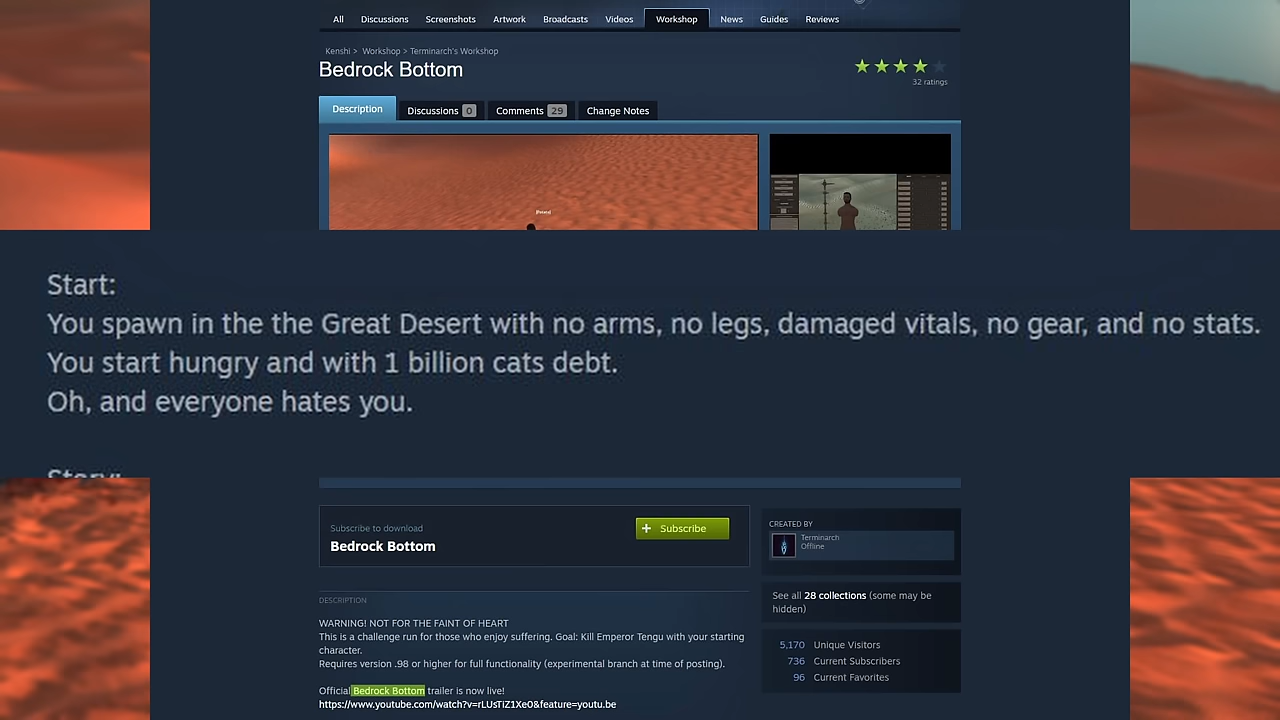 All Discussions Screenshots Artwork Broadcasts Videos Workshop News Guides Reviews
Kenshi > Workshop > Terminarch's Workshop
Bedrock Bottom
32 ratings
Description Discussions 0 Comments 29 Change Notes
Start:
You spawn in the the Great Desert with no arms, no legs, damaged vitals, no gear, and no stats.
You start hungry and with 1 billion cats debt.
Oh, and everyone hates you.
Story:
Subscribe to download
Bedrock Bottom
+ Subscribe
CREATED BY
Terminarch
Offline
See all 28 collections (some may be
hidden)
5,170 Unique Visitors
736 Current Subscribers
96 Current Favorites
DESCRIPTION
WARNING! NOT FOR THE FAINT OF HEART
This is a challenge run for those who enjoy suffering. Goal: Kill Emperor Tengu with your starting
character.
Requires version .98 or higher for full functionality (experimental branch at time of posting).
Official Bedrock Bottom trailer is now live!
https://www.youtube.com/watch?v=rLUsTiZ1Xe0&feature=youtu.be